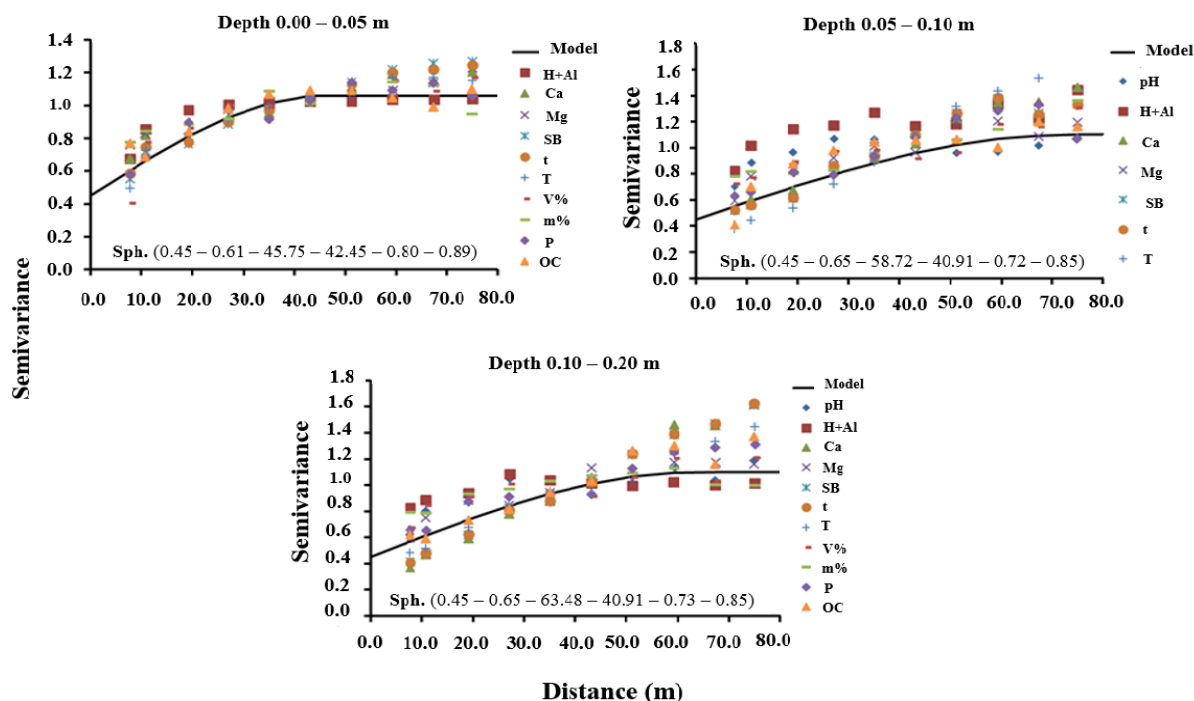 Depth 0.00 – 0.05 m
1.4
1.2
1.0
0.8
0.6
0.4
0.2
0.0
0.0 10.0 20.0 30.0 40.0 50.0 60.0 70.0 80.0
Sph. (0.45 – 0.61 – 45.75 – 42.45 – 0.80 – 0.89)
Model
H+Al
Ca
Mg
SB
t
T
V%
m%
P
OC
Depth 0.05 – 0.10 m
Semivariance
1.8
1.6
1.4
1.2
1.0
0.8
0.6
0.4
0.2
0.0
0.0 10.0 20.0 30.0 40.0 50.0 60.0 70.0 80.0
Sph. (0.45 – 0.65 – 58.72 – 40.91 – 0.72 – 0.85)
Model
pH
H+Al
Ca
Mg
SB
t
T
Semivariance
Depth 0.10 – 0.20 m
Semivariance
1.8
1.6
1.4
1.2
1.0
0.8
0.6
0.4
0.2
0.0
0.0 10.0 20.0 30.0 40.0 50.0 60.0 70.0 80.0
Sph. (0.45 – 0.65 – 63.48 – 40.91 – 0.73 – 0.85)
Model
pH
H+Al
Ca
Mg
SB
t
T
V%
m%
P
OC
Distance (m)